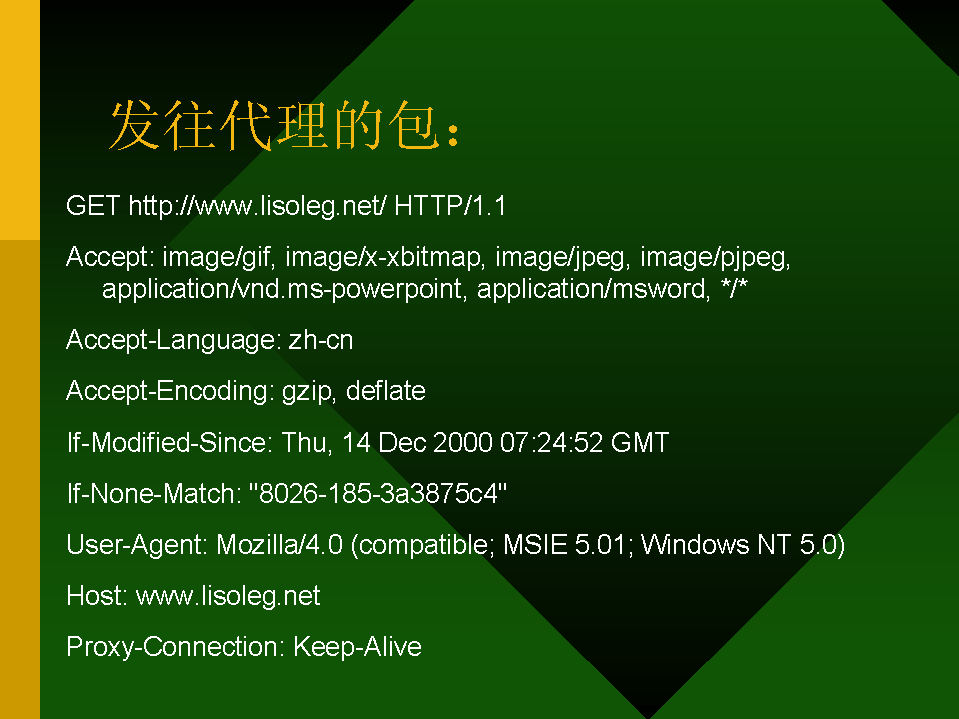 发往代理的包：
GET http://www.lisoleg.net/ HTTP/1.1
Accept: image/gif, image/x-xbitmap, image/jpeg, image/pjpeg,
application/vnd.ms-powerpoint, application/msword, */*
Accept-Language: zh-cn
Accept-Encoding: gzip, deflate
If-Modified-Since: Thu, 14 Dec 2000 07:24:52 GMT
If-None-Match: "8026-185-3a3875c4"
User-Agent: Mozilla/4.0 (compatible; MSIE 5.01; Windows NT 5.0)
Host: www.lisoleg.net
Proxy-Connection: Keep-Alive